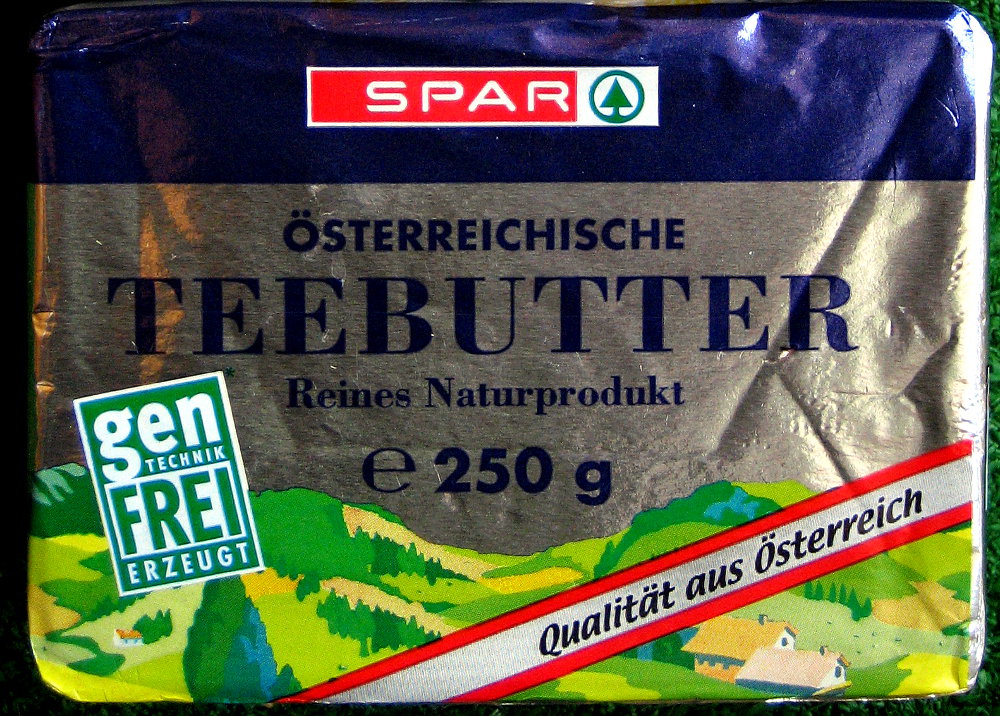 SPAR
ÖSTERREICHISCHE
TEEBUTTER
Reines Naturprodukt
℮ 250 g
gen*
TECHNIK
FREI
ERZEUGT
Qualität aus Österreich